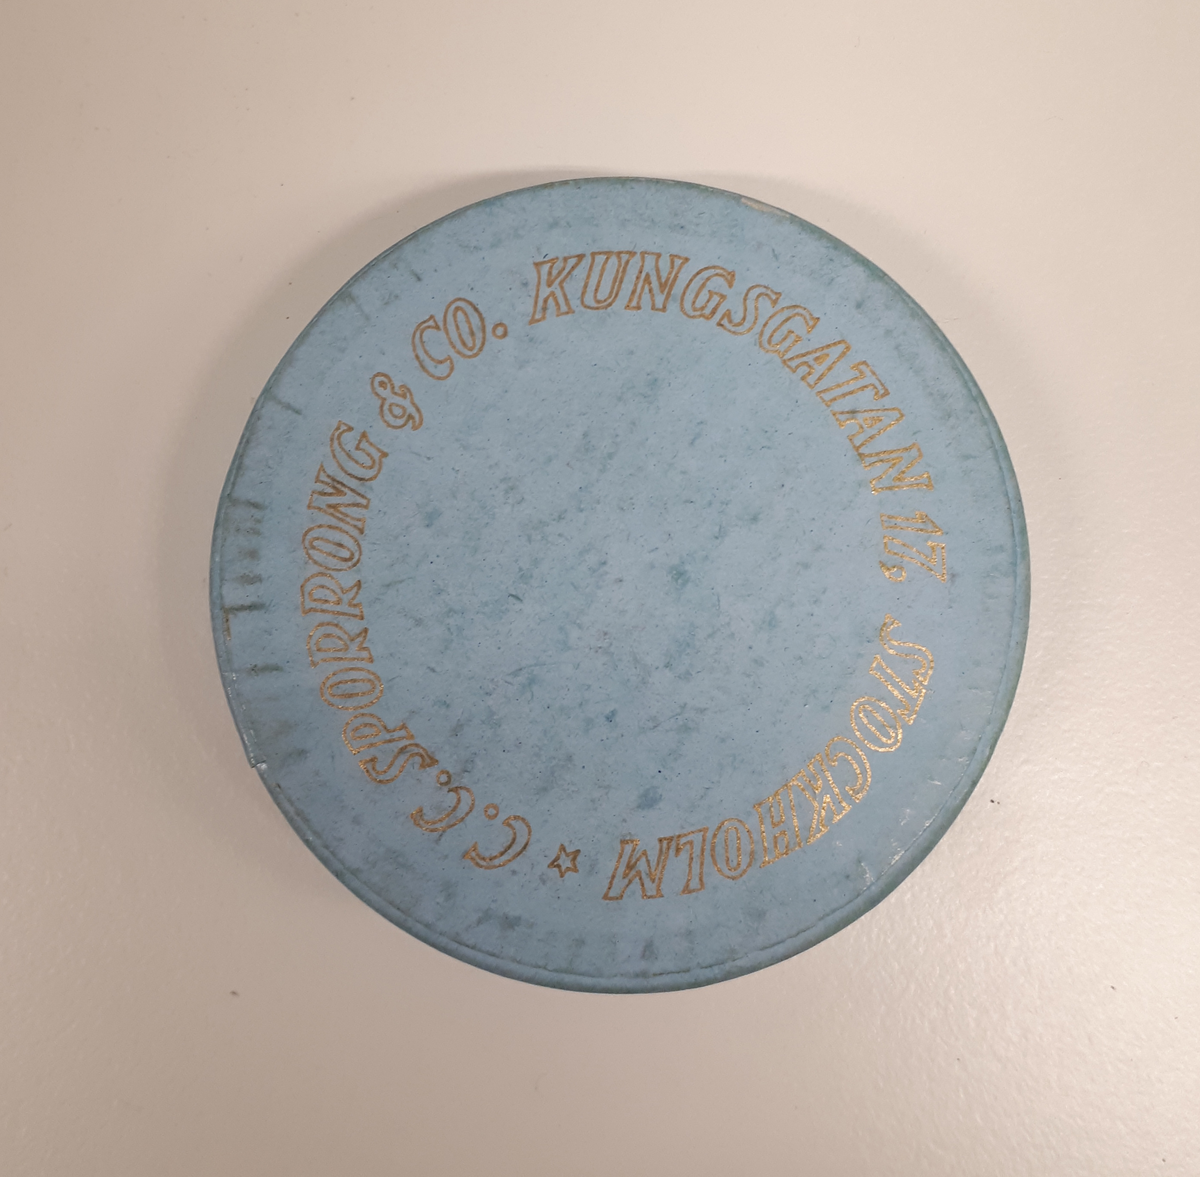 C.C. SPORRONG & CO. KUNGSGATAN 17, STOCKHOLM